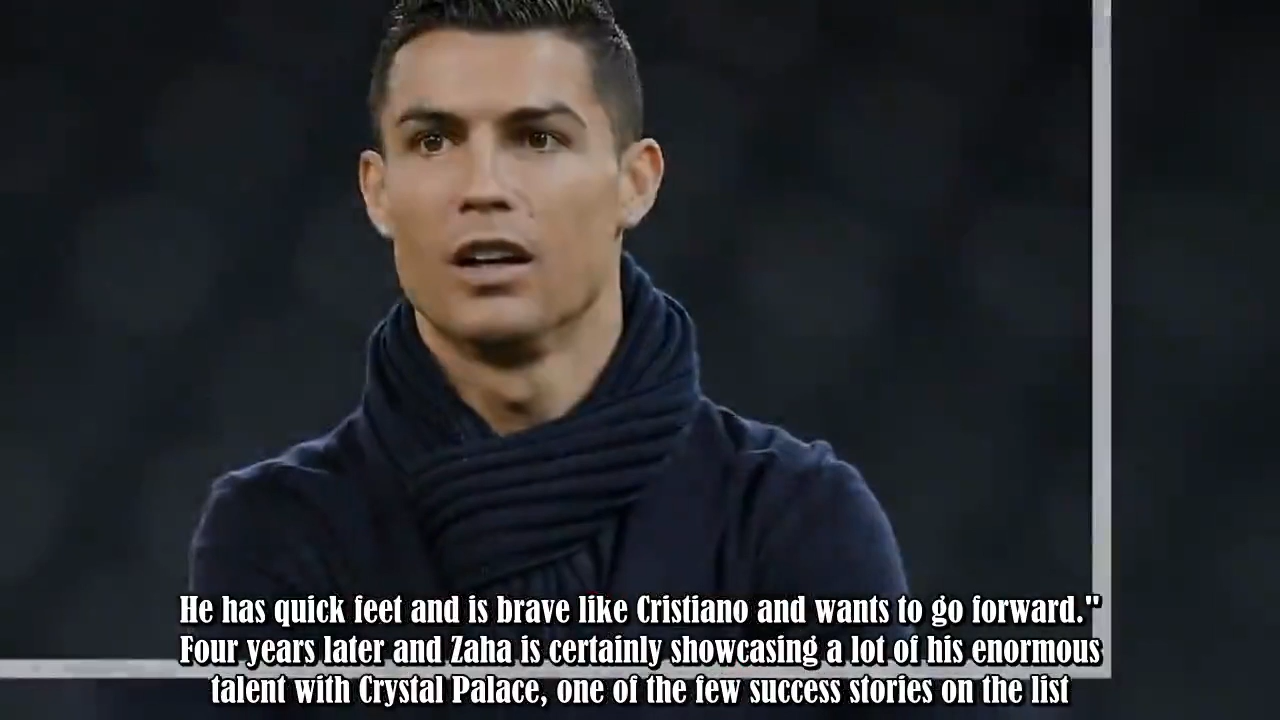 He has quick feet and is brave like Cristiano and wants to go forward."
Four years later and Zaha is certainly showcasing a lot of his enormous
talent with Crystal Palace, one of the few success stories on the list